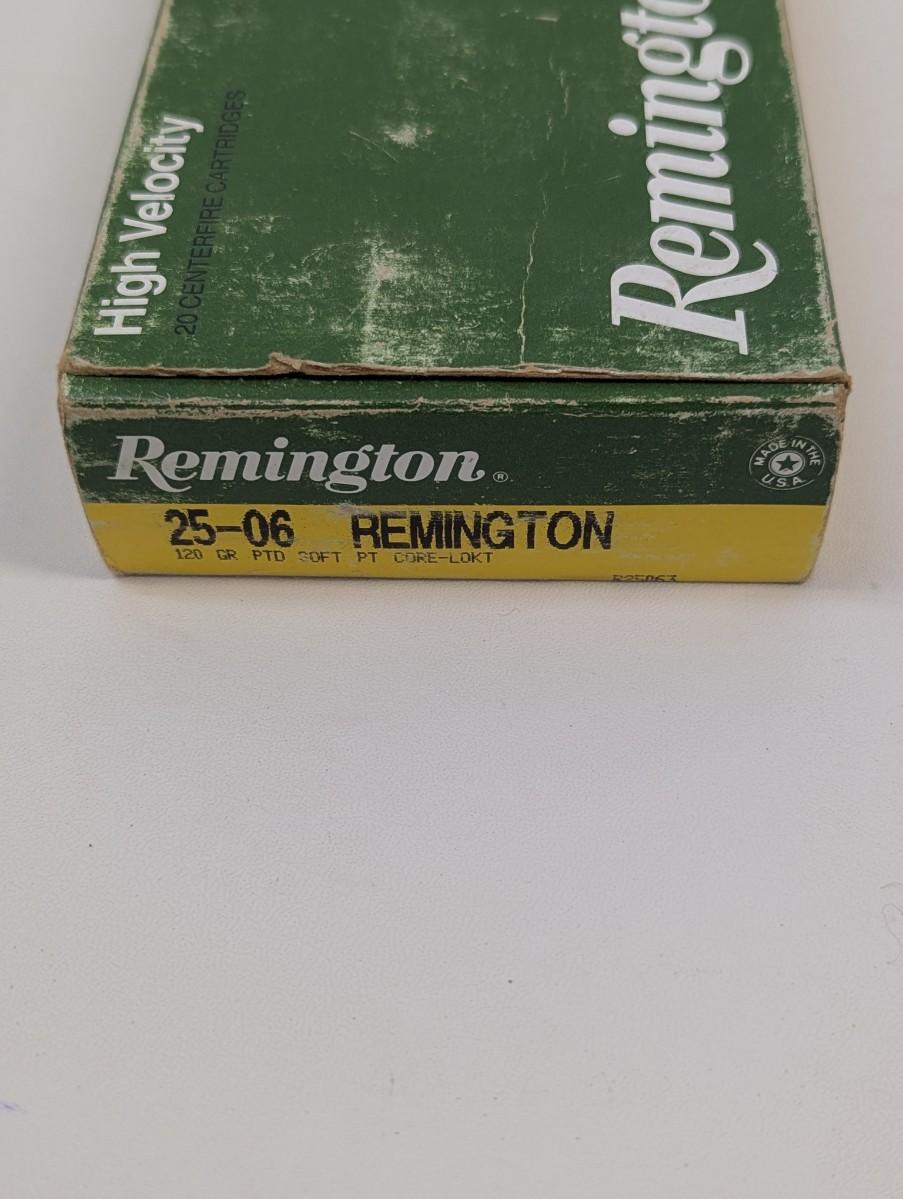 High Velocity
20 CENTERFIRE CARTRIDGES
Remington
Remington®
MADE IN THE U.S.A.
25-06 REMINGTON
120 GR PTD SOFT PT CORE-LOKT
R25063